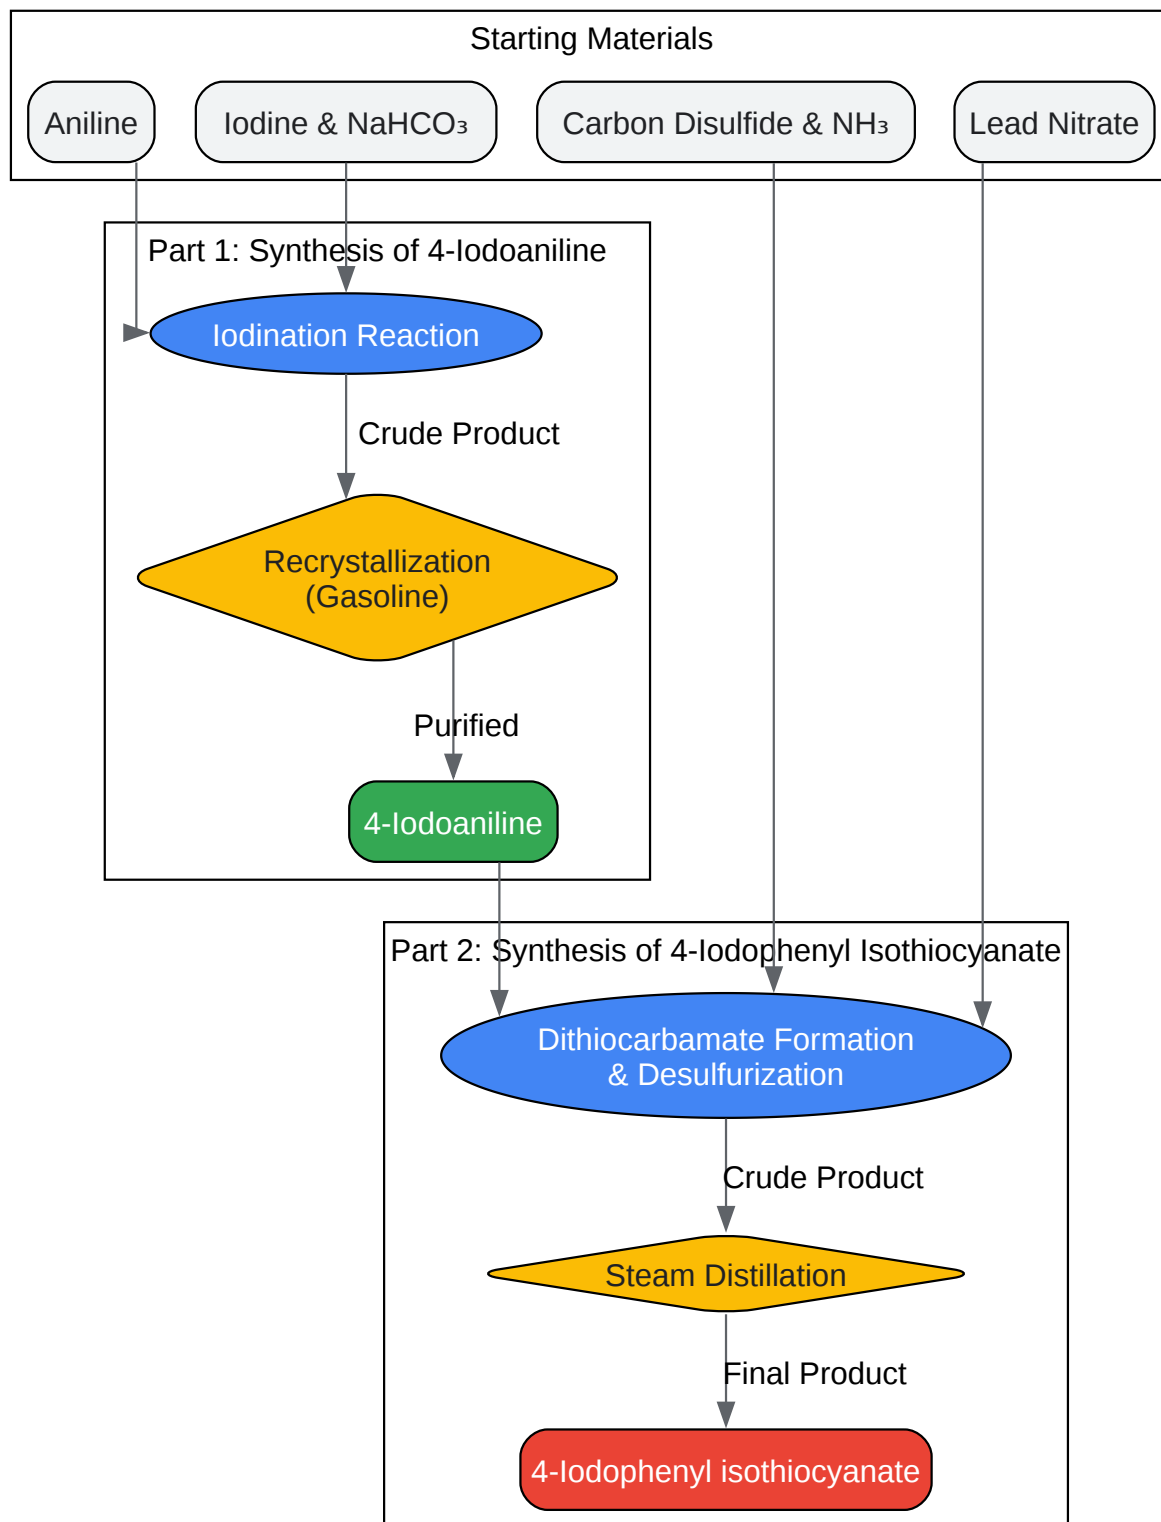 Starting Materials
Aniline
Iodine & NaHCO₃
Carbon Disulfide & NH₃
Lead Nitrate
Part 1: Synthesis of 4-Iodoaniline
Iodination Reaction
Crude Product
Recrystallization
(Gasoline)
Purified
4-Iodoaniline
Part 2: Synthesis of 4-Iodophenyl Isothiocyanate
Dithiocarbamate Formation
& Desulfurization
Crude Product
Steam Distillation
Final Product
4-Iodophenyl isothiocyanate